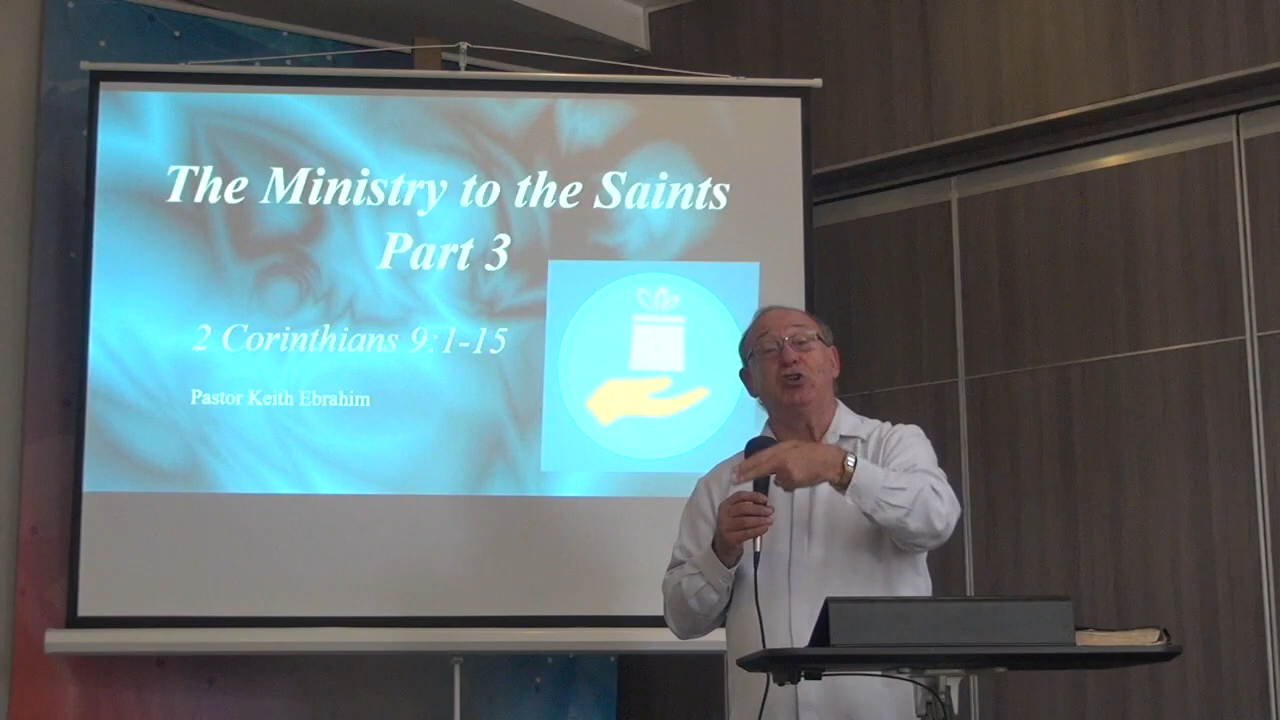 The Ministry to the Saints
Part 3
2 Corinthians 9:1-15
Pastor Keith Ebrahim